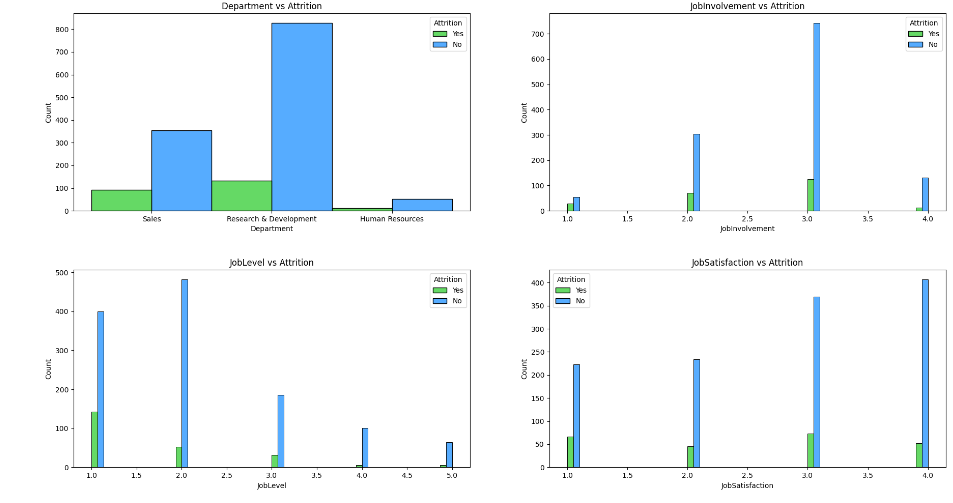 Department vs Attrition
800
700
600
500
400
300
200
100
0
Count
Sales
Research & Development
Human Resources
Department
Attrition
Yes
No
JobInvolvement vs Attrition
700
600
500
400
300
200
100
0
Count
1.0 1.5 2.0 2.5 3.0 3.5 4.0
JobInvolvement
Attrition
Yes
No
JobLevel vs Attrition
500
400
300
200
100
0
Count
1.0 1.5 2.0 2.5 3.0 3.5 4.0 4.5 5.0
JobLevel
Attrition
Yes
No
JobSatisfaction vs Attrition
400
350
300
250
200
150
100
50
0
Count
1.0 1.5 2.0 2.5 3.0 3.5 4.0
JobSatisfaction
Attrition
Yes
No